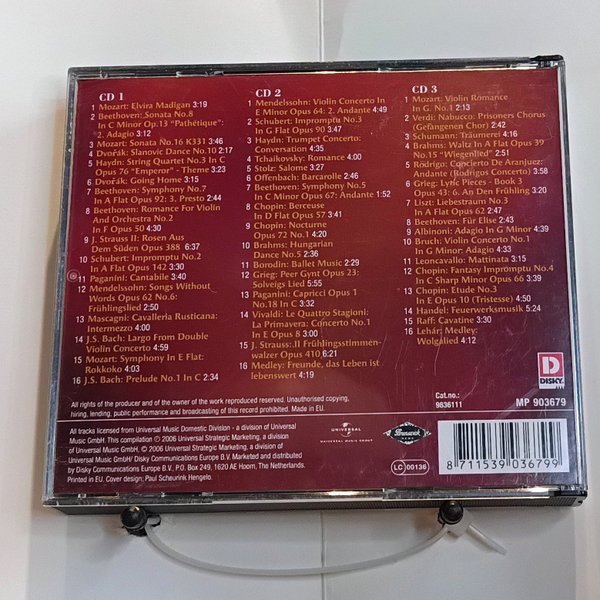 CD 1
1 Mozart: Elvira Madigan 3:19
2 Beethoven: Sonata No.8
In C Minor Op.13 "Pathétique":
2. Adagio 3:12
3 Mozart: Sonata No.16 K331 3:46
4 Dvořák: Slanovic Dance No.10 2:17
5 Haydn: String Quartet No.3 In C
Opus 76 "Emperor" - Theme 3:23
6 Dvořák: Going Home 3:15
7 Beethoven: Symphony No.7
In A Flat Opus 92: 3. Presto 2:44
8 Beethoven: Romance For Violin
And Orchestra No.2
In F Opus 50 4:30
9 J. Strauss II: Rosen Aus
Dem Süden Opus 388 6:37
10 Schubert: Impromptu No.2
In A Flat Opus 142 3:30
11 Paganini: Cantabile 3:40
12 Mendelssohn: Songs Without
Words Opus 62 No.6:
Frühlingslied 2:50
13 Mascagni: Cavalleria Rusticana:
Intermezzo 4:00
14 J.S. Bach: Largo From Double
Violin Concerto 4:59
15 Mozart: Symphony In E Flat:
Rokkoko 4:03
16 J.S. Bach: Prelude No.1 In C 2:34
CD 2
1 Mendelssohn: Violin Concerto In
E Minor Opus 64: 2. Andante 4:49
2 Schubert: Impromptu No.3
In G Flat Opus 90 3:47
3 Haydn: Trumpet Concerto:
Conversation 4:35
4 Tchaikovsky: Romance 4:00
5 Stolz: Salome 3:27
6 Offenbach: Barcarolle 2:46
7 Beethoven: Symphony No.5
In C Minor Opus 67: Andante 1:52
8 Chopin: Berceuse
In D Flat Opus 57 3:41
9 Chopin: Nocturne
Opus 72 No.1 4:20
10 Brahms: Hungarian
Dance No.5 2:36
11 Borodin: Ballet Music 2:29
12 Grieg: Peer Gynt Opus 23:
Solveigs Lied 5:55
13 Paganini: Capricci Opus 1
No.18 In C 3:32
14 Vivaldi: Le Quattro Stagioni:
La Primavera: Concerto No.1
In E Opus 8 3:32
15 J. Strauss:II Frühlingsstimmen-
walzer Opus 410 6:21
16 Medley: Freunde, das Leben ist
lebenswert 4:19
CD 3
1 Mozart: Violin Romance
In G. No.1 2:13
2 Verdi: Nabucco: Prisoners Chorus
(Gefangenen Chor) 2:42
3 Schumann: Träumerei 4:16
4 Brahms: Waltz In A Flat Opus 39
No.15 "Wiegenlied" 2:51
5 Rodrigo: Concierto De Aranjuez:
Andante (Rodrigos Concierto) 3:58
6 Grieg: Lyric Pieces - Book 3
Opus 43: 6. An Den Frühling 3:20
7 Liszt: Liebestraum No.3
In A Flat Opus 62 2:47
8 Beethoven: Für Elise 2:43
9 Albinoni: Adagio In G Minor 4:39
10 Bruch: Violin Concerto No.1
In G Minor: Adagio 4:33
11 Leoncavallo: Mattinata 3:15
12 Chopin: Fantasy Impromptu No.4
In C Sharp Minor Opus 66 3:39
13 Chopin: Etude No.3
In E Opus 10 (Tristesse) 4:50
14 Handel: Feuerwerksmusik 5:24
15 Raff: Cavatine 3:30
16 Lehár: Medley:
Wolgalied 4:12
All rights of the producer and of the owner of the work reproduced reserved. Unauthorised copying,
hiring, lending, public performance and broadcasting of this record prohibited. Made in EU.
Cat.no.:
9836111
DISKY
MP 903679
All tracks licensed from Universal Music Domestic Division - a division of Universal
Music GmbH. This compilation ℗ 2006 Universal Strategic Marketing, a division
of Universal Music GmbH, © 2006 Universal Strategic Marketing, a division of
Universal Music GmbH/ Disky Communications Europe B.V. Marketed and distributed
by Disky Communications Europe B.V., P.O. Box 249, 1620 AE Hoorn, The Netherlands.
Printed in EU. Cover design: Paul Scheurink Hengelo.
UNIVERSAL
UNIVERSAL MUSIC GROUP
Brunswick
LC 00136
8 711539 036799